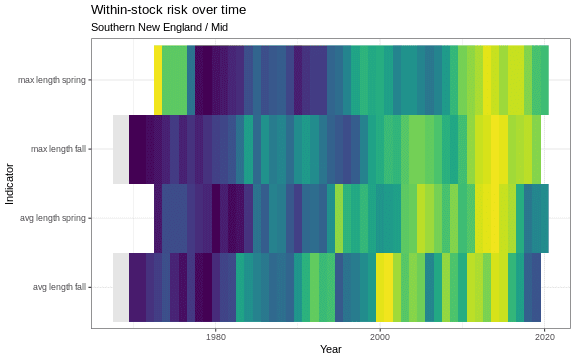 Within-stock risk over time
Southern New England / Mid
Indicator
max length spring
max length fall
avg length spring
avg length fall
1980
2000
2020
Year